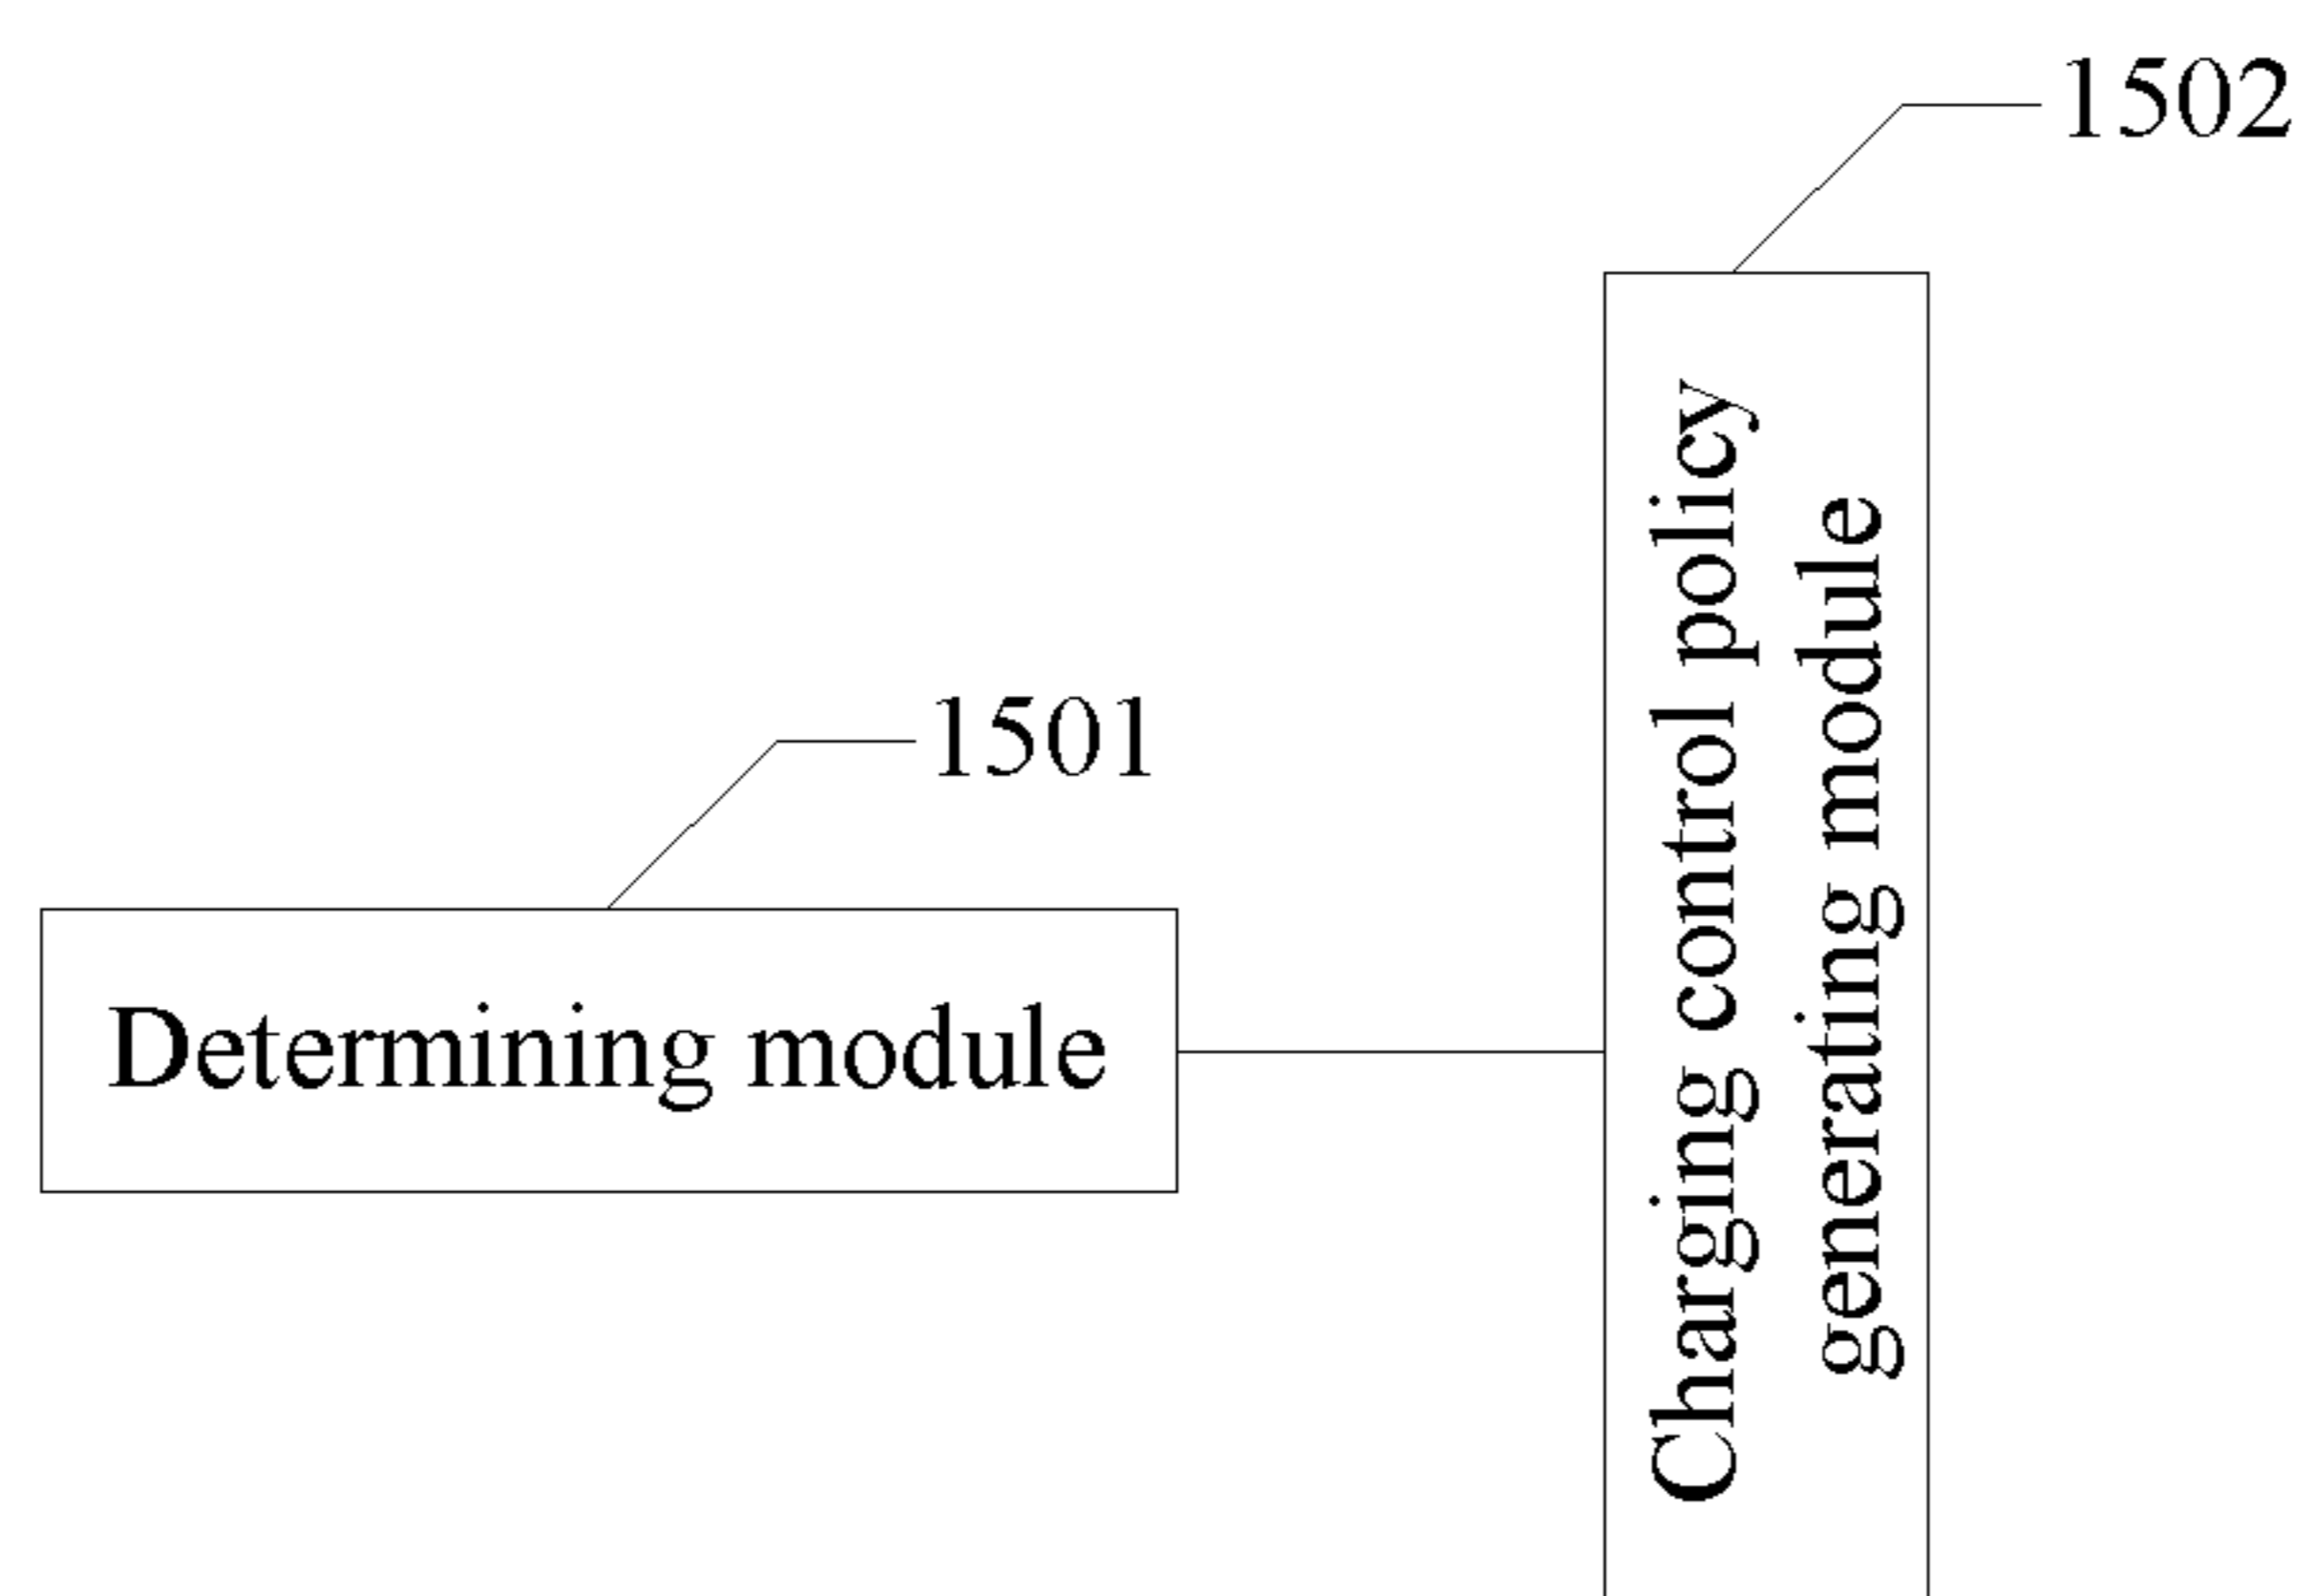 1502
1501
Determining module
Charging control policy
generating module